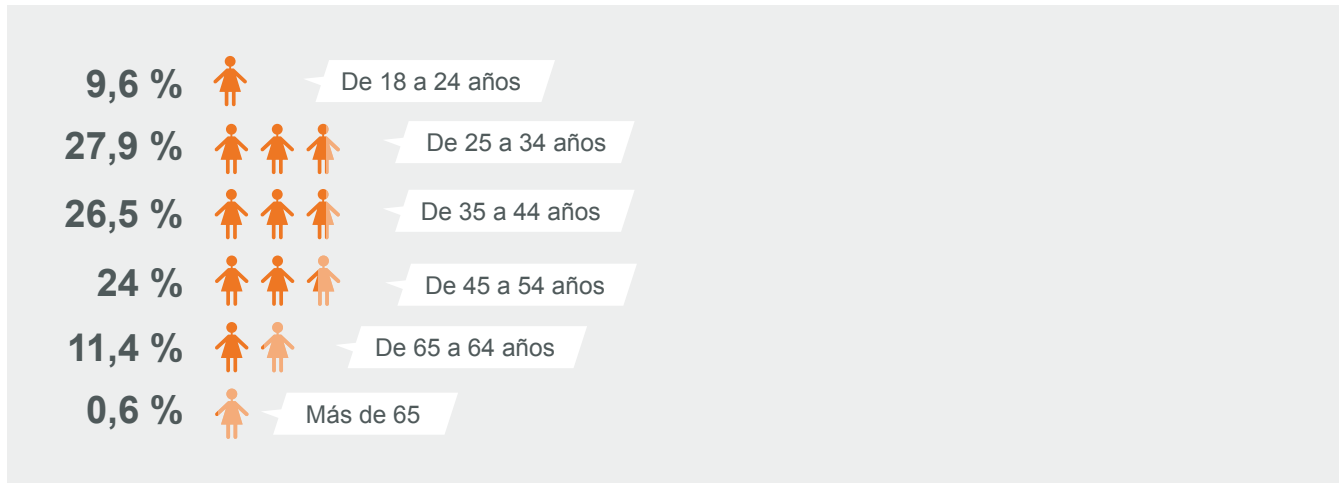 9,6 % De 18 a 24 años
27,9 % De 25 a 34 años
26,5 % De 35 a 44 años
24 % De 45 a 54 años
11,4 % De 65 a 64 años
0,6 % Más de 65